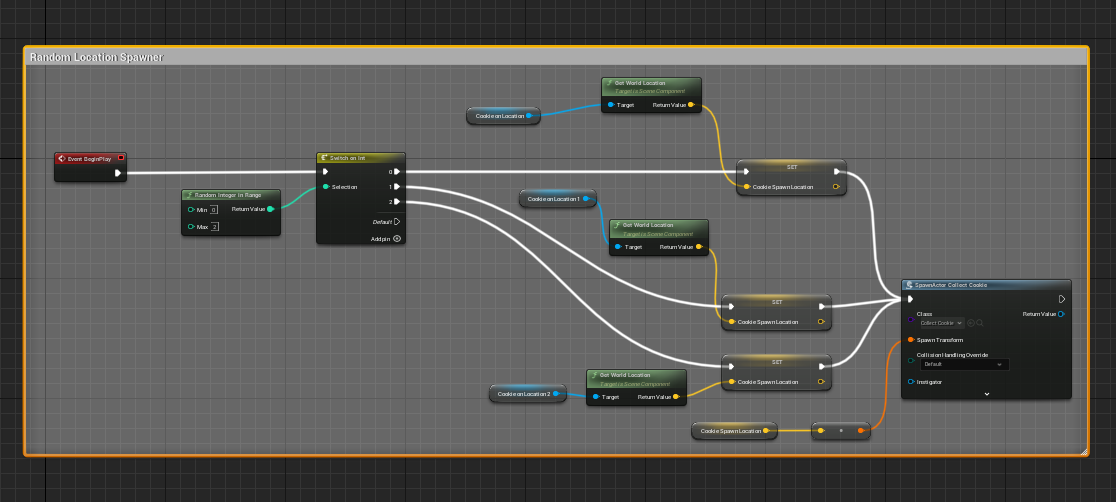 Random Location Spawner
Get World Location
Target is Scene Component
Target
Return Value
Cookie on Location
Event BeginPlay
Switch on Int
0
Selection
1
2
Default
Add pin
Random Integer In Range
Min 0
Return Value
Max 2
SET
Cookie Spawn Location
Cookie on Location 1
Get World Location
Target is Scene Component
Target
Return Value
SET
Cookie Spawn Location
SpawnActor Collect Cookie
Class
Collect Cookie
Return Value
Spawn Transform
Collision Handling Override
Default
Instigator
SET
Cookie Spawn Location
Get World Location
Target is Scene Component
Target
Return Value
Cookie on Location 2
Cookie Spawn Location